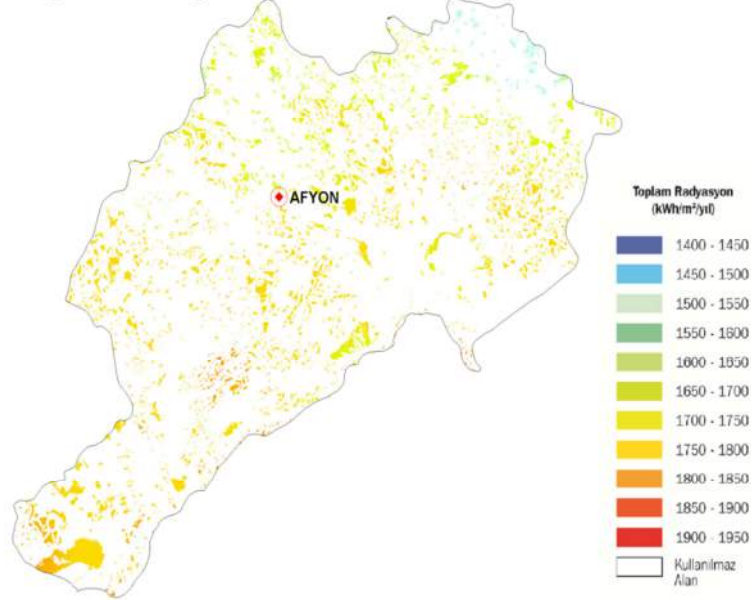 AFYON
Toplam Radyasyon
(kWh/m²/yıl)
1400 - 1450
1450 - 1500
1500 - 1550
1550 - 1600
1600 - 1650
1650 - 1700
1700 - 1750
1750 - 1800
1800 - 1850
1850 - 1900
1900 - 1950
Kullanılmaz
Alan